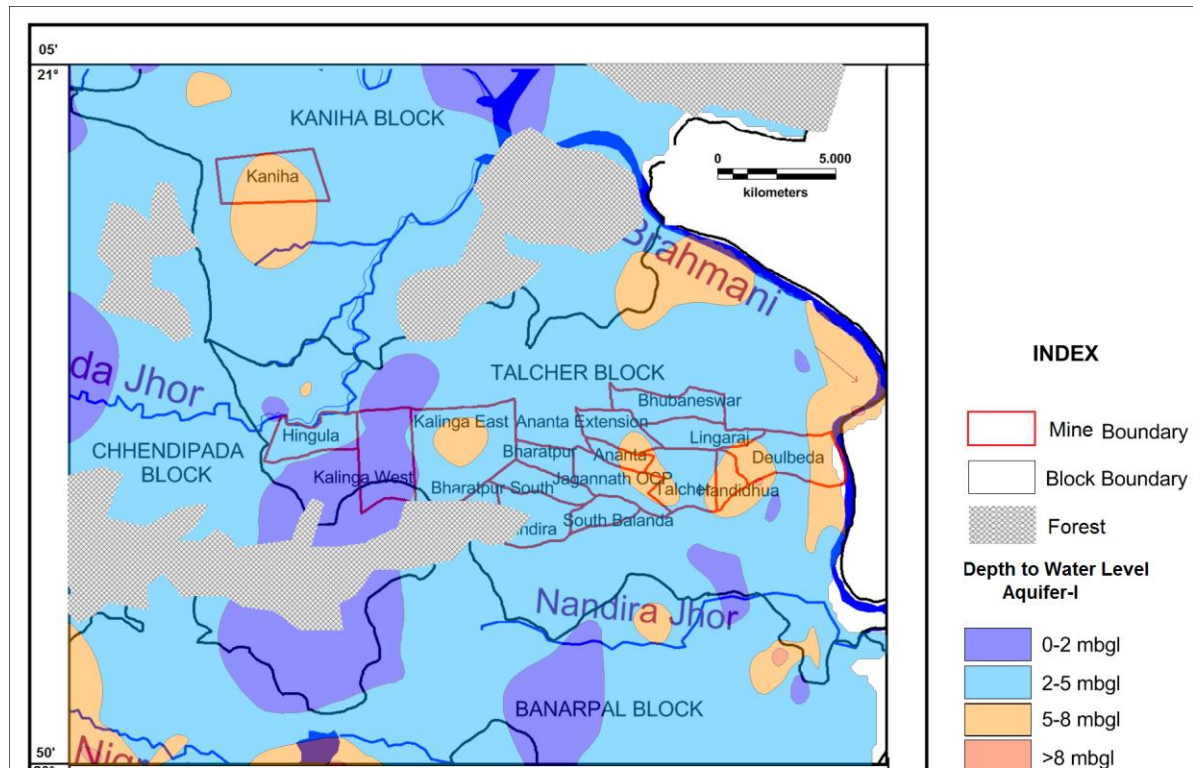 05'
21°
KANIHA BLOCK
Kaniha
0 5.000
kilometers
Brahmani
da Jhor
TALCHER BLOCK
Bhubaneswar
Kalinga East
Ananta Extension
Hingula
Lingaraj
CHHENDIPADA
BLOCK
Bharatpur
Ananta
Deulbeda
Kalinga West
Jagannath OCP
Bharatpur South
Talcher
Handidhua
South Balanda
ndira
Nandira Jhor
BANARPAL BLOCK
50'
Nigr
INDEX
Mine Boundary
Block Boundary
Forest
Depth to Water Level
Aquifer-I
0-2 mbgl
2-5 mbgl
5-8 mbgl
>8 mbgl